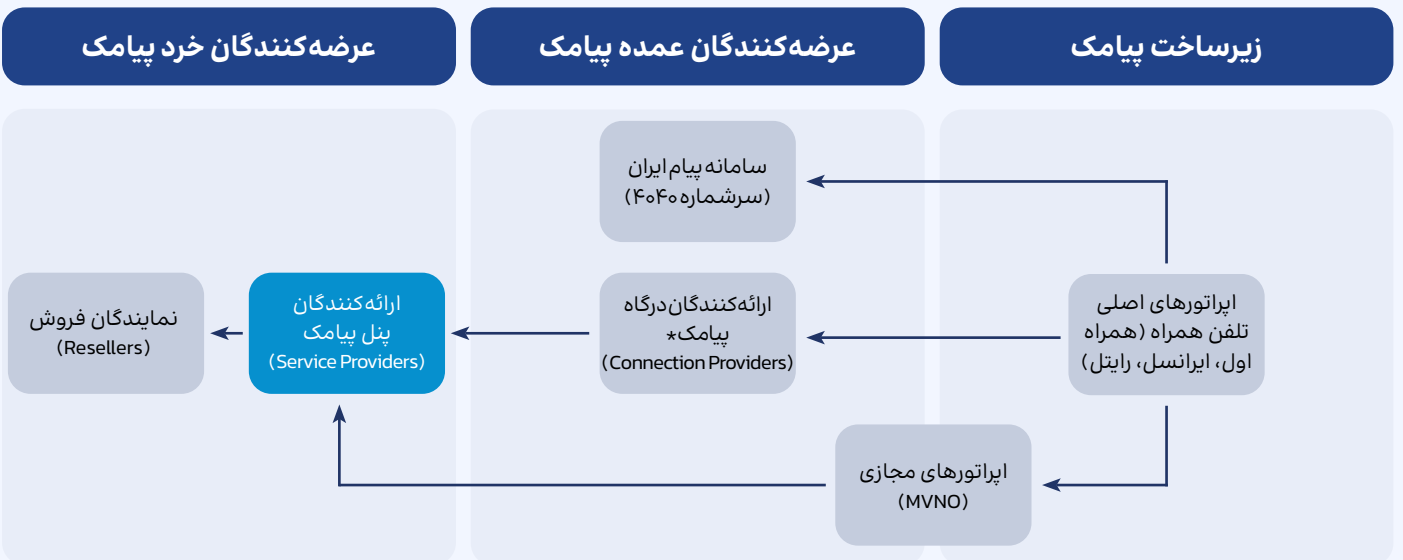 زیرساخت پیامک
عرضه‌کنندگان عمده پیامک
عرضه‌کنندگان خرد پیامک
سامانه پیام ایران
(سرشماره ۴۰۴۰)
اپراتورهای اصلی
تلفن همراه (همراه
اول، ایرانسل، رایتل)
ارائه‌کنندگان درگاه
پیامک*
(Connection Providers)
ارائه‌کنندگان
پنل پیامک
(Service Providers)
نمایندگان فروش
(Resellers)
اپراتورهای مجازی
(MVNO)